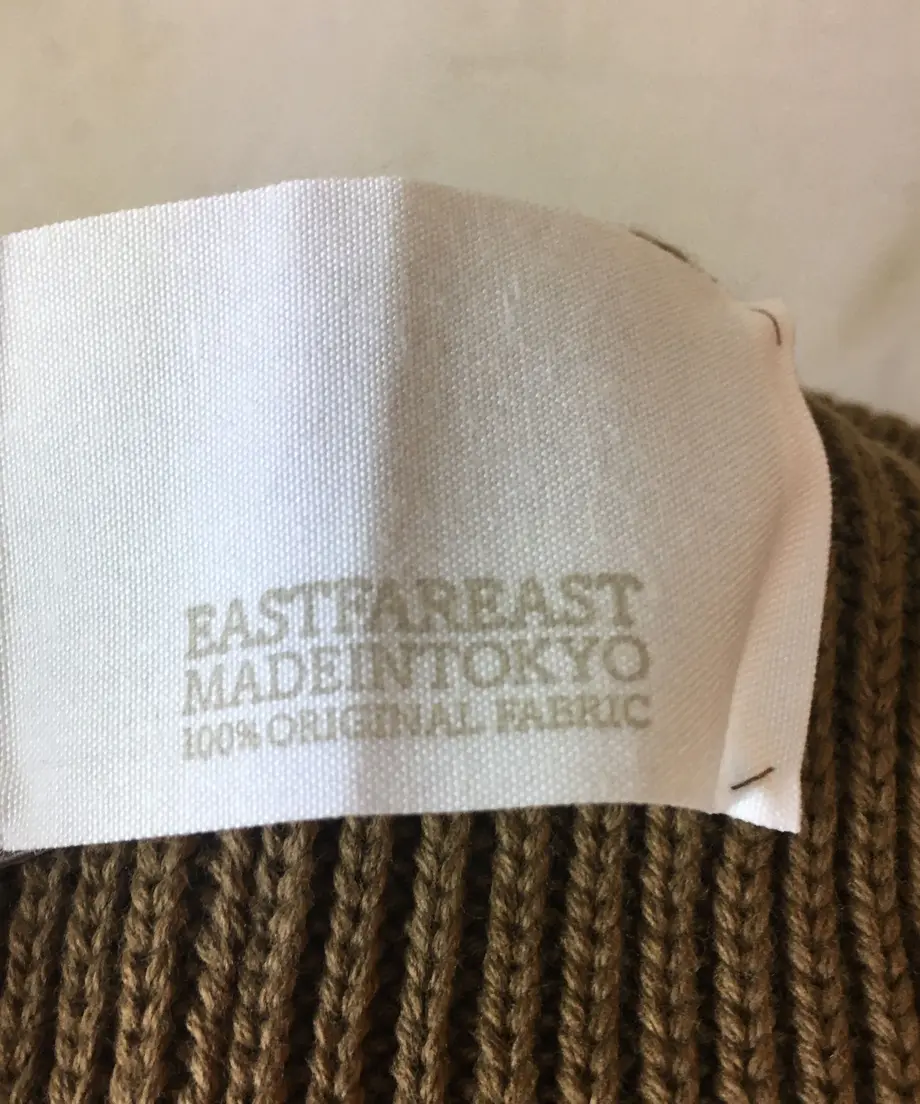 EASTFAREAST
MADEINTOKYO
100% ORIGINAL FABRIC